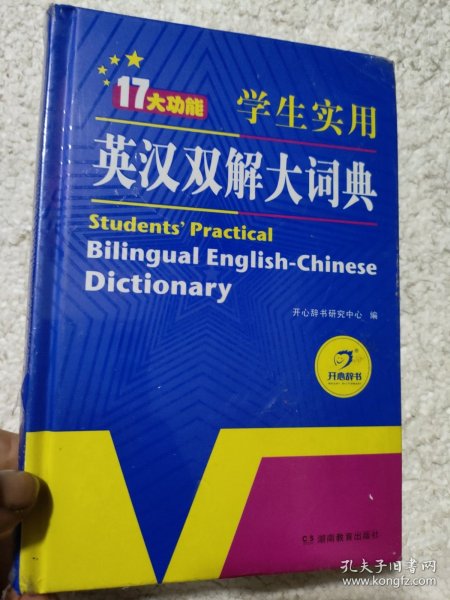 17大功能
学生实用
英汉双解大词典
Students' Practical
Bilingual English-Chinese
Dictionary
开心辞书研究中心 编
开心辞书
湖南教育出版社
孔夫子旧书网
www.kongfz.com